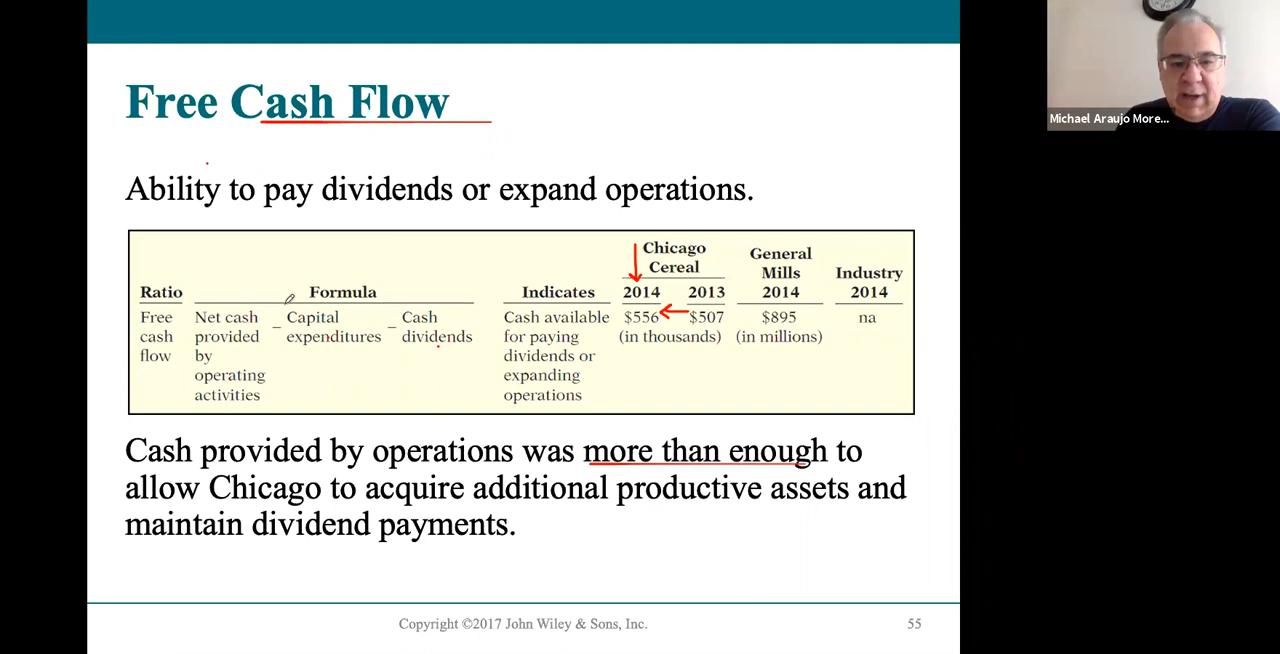 Free Cash Flow
Michael Araujo More...
Ability to pay dividends or expand operations.
Chicago
Cereal
General
Mills
Industry
Ratio Formula Indicates 2014 2013 2014 2014
Free Net cash – Capital – Cash Cash available $556 $507 $895 na
cash provided expenditures dividends for paying (in thousands) (in millions)
flow by dividends or
operating expanding
activities operations
Cash provided by operations was more than enough to
allow Chicago to acquire additional productive assets and
maintain dividend payments.
Copyright ©2017 John Wiley & Sons, Inc. 55